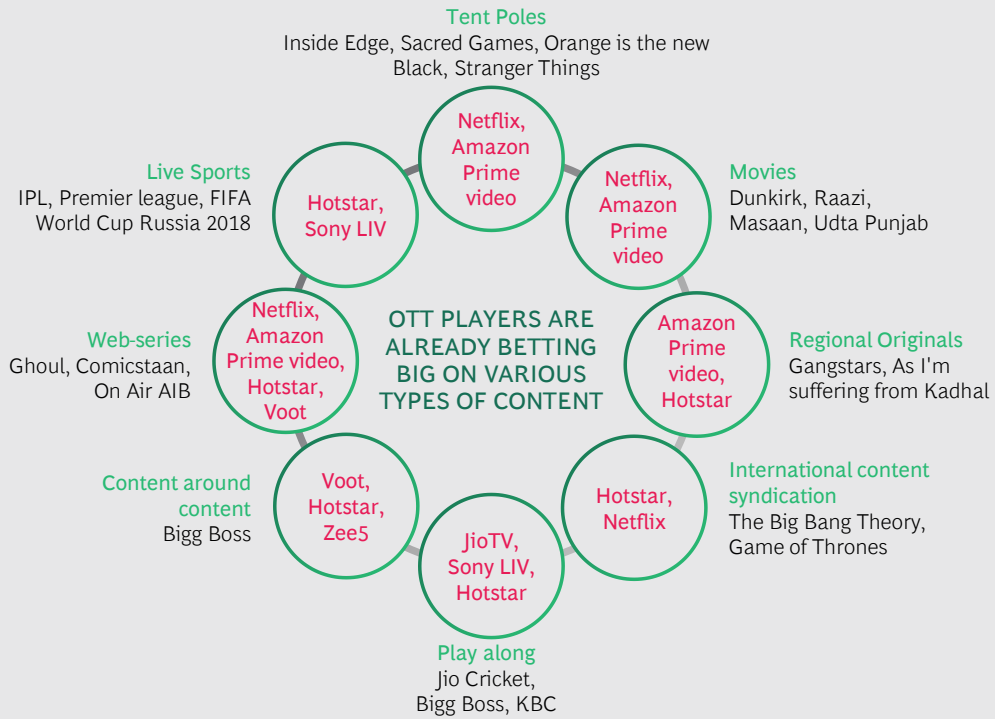 Tent Poles
Inside Edge, Sacred Games, Orange is the new
Black, Stranger Things
Netflix,
Amazon
Prime
video
Movies
Dunkirk, Raazi,
Masaan, Udta Punjab
Netflix,
Amazon
Prime
video
Regional Originals
Gangstars, As I'm
suffering from Kadhal
Amazon
Prime
video,
Hotstar
International content
syndication
The Big Bang Theory,
Game of Thrones
Hotstar,
Netflix
JioTV,
Sony LIV,
Hotstar
Play along
Jio Cricket,
Bigg Boss, KBC
Content around
content
Bigg Boss
Voot,
Hotstar,
Zee5
Web-series
Ghoul, Comicstaan,
On Air AIB
Netflix,
Amazon
Prime video,
Hotstar,
Voot
Live Sports
IPL, Premier league, FIFA
World Cup Russia 2018
Hotstar,
Sony LIV
OTT PLAYERS ARE
ALREADY BETTING
BIG ON VARIOUS
TYPES OF CONTENT